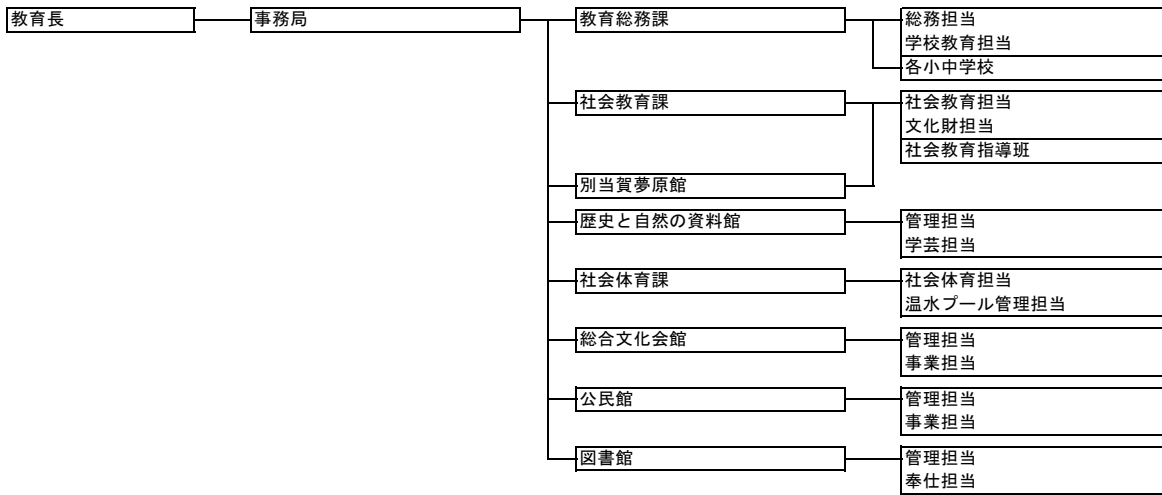 教育長
事務局
教育総務課
総務担当
学校教育担当
各小中学校
社会教育課
社会教育担当
文化財担当
社会教育指導班
別当賀夢原館
歴史と自然の資料館
管理担当
学芸担当
社会体育課
社会体育担当
温水プール管理担当
総合文化会館
管理担当
事業担当
公民館
管理担当
事業担当
図書館
管理担当
奉仕担当